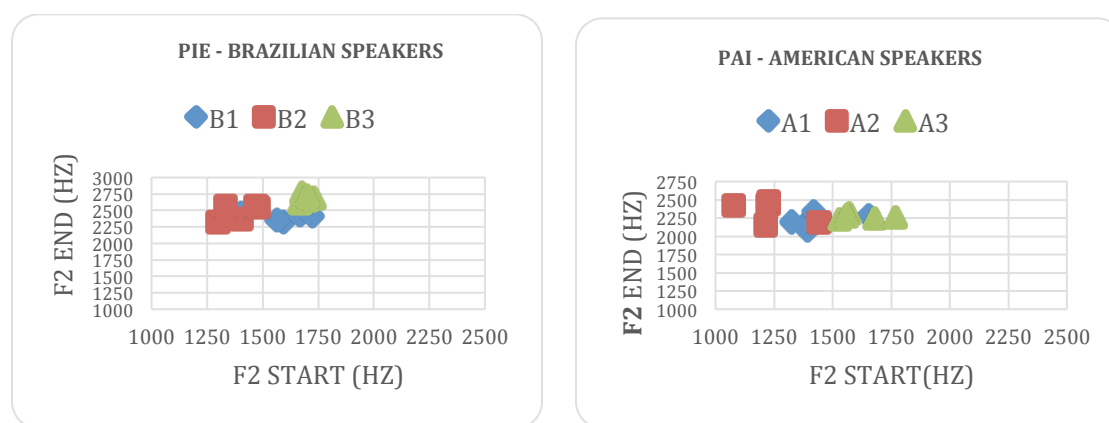 PIE - BRAZILIAN SPEAKERS
B1 B2 B3
F2 END (HZ)
3000
2750
2500
2250
2000
1750
1500
1250
1000
1000 1250 1500 1750 2000 2250 2500
F2 START (HZ)
PAI - AMERICAN SPEAKERS
A1 A2 A3
F2 END (HZ)
2750
2500
2250
2000
1750
1500
1250
1000
1000 1250 1500 1750 2000 2250 2500
F2 START(HZ)